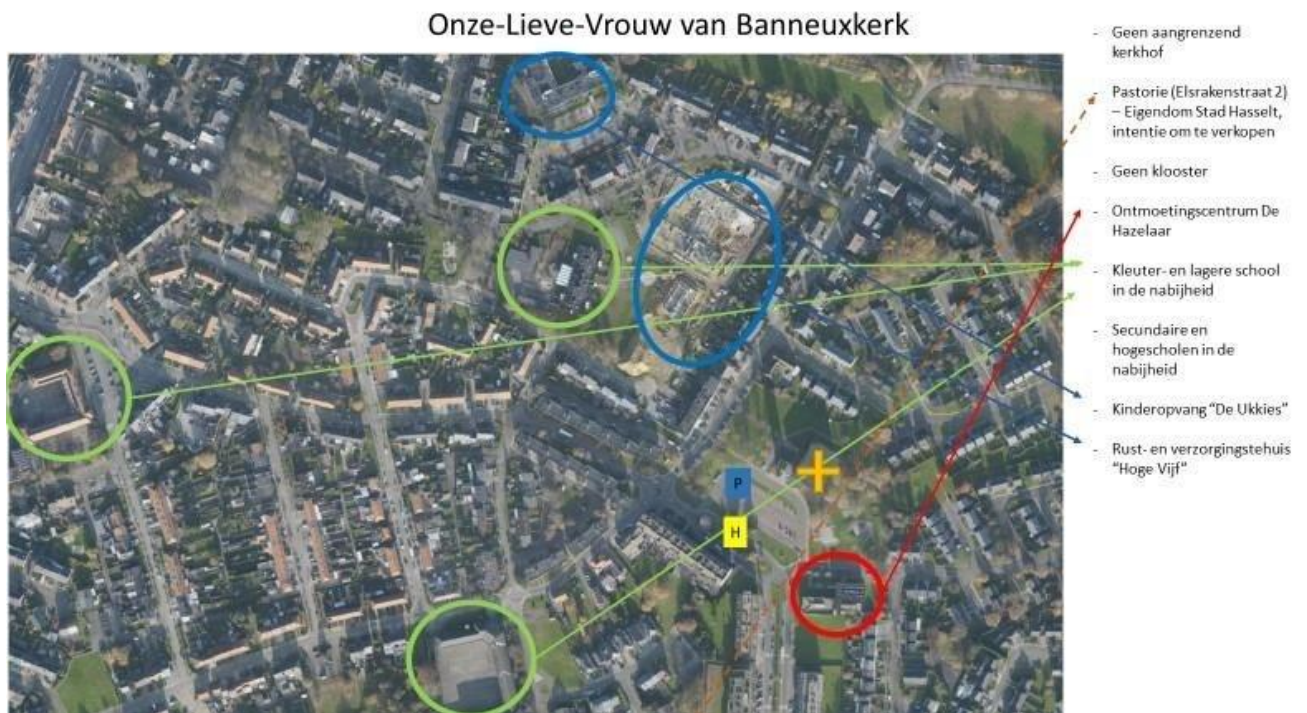 Onze-Lieve-Vrouw van Banneuxkerk
- Geen aangrenzend
kerkhof
- Pastorie (Elsrakenstraat 2)
– Eigendom Stad Hasselt,
intentie om te verkopen
- Geen klooster
- Ontmoetingscentrum De
Hazelaar
- Kleuter- en lagere school
in de nabijheid
- Secundaire en
hogescholen in de
nabijheid
- Kinderopvang "De Ukkies"
- Rust- en verzorgingstehuis
"Hoge Vijf"
P
H